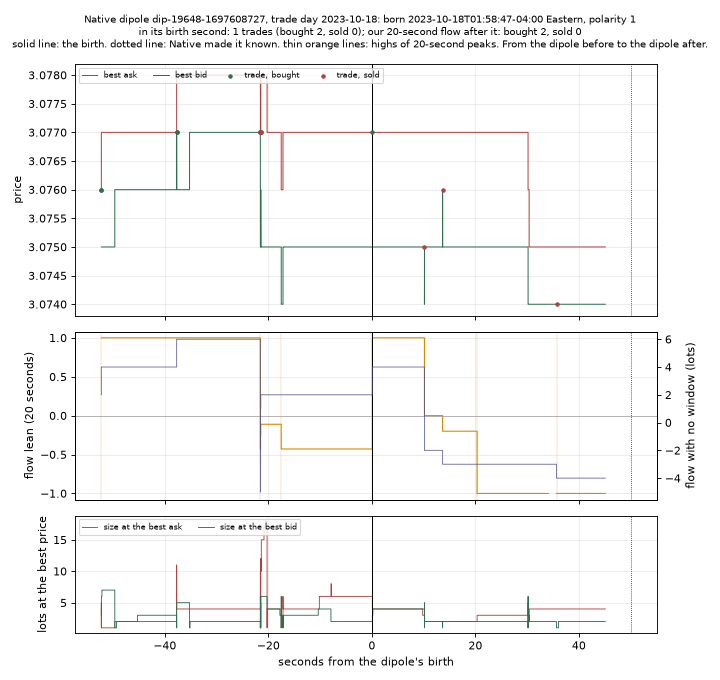 Native dipole dip-19648-1697608727, trade day 2023-10-18: born 2023-10-18T01:58:47-04:00 Eastern, polarity 1
in its birth second: 1 trades (bought 2, sold 0); our 20-second flow after it: bought 2, sold 0
solid line: the birth. dotted line: Native made it known. thin orange lines: highs of 20-second peaks. From the dipole before to the dipole after.
best ask best bid trade, bought trade, sold
3.0780
3.0775
3.0770
3.0765
3.0760
3.0755
3.0750
3.0745
3.0740
price
1.0
0.5
0.0
−0.5
−1.0
flow lean (20 seconds)
6
4
2
0
−2
−4
flow with no window (lots)
size at the best ask size at the best bid
15
10
5
lots at the best price
−40 −20 0 20 40
seconds from the dipole's birth